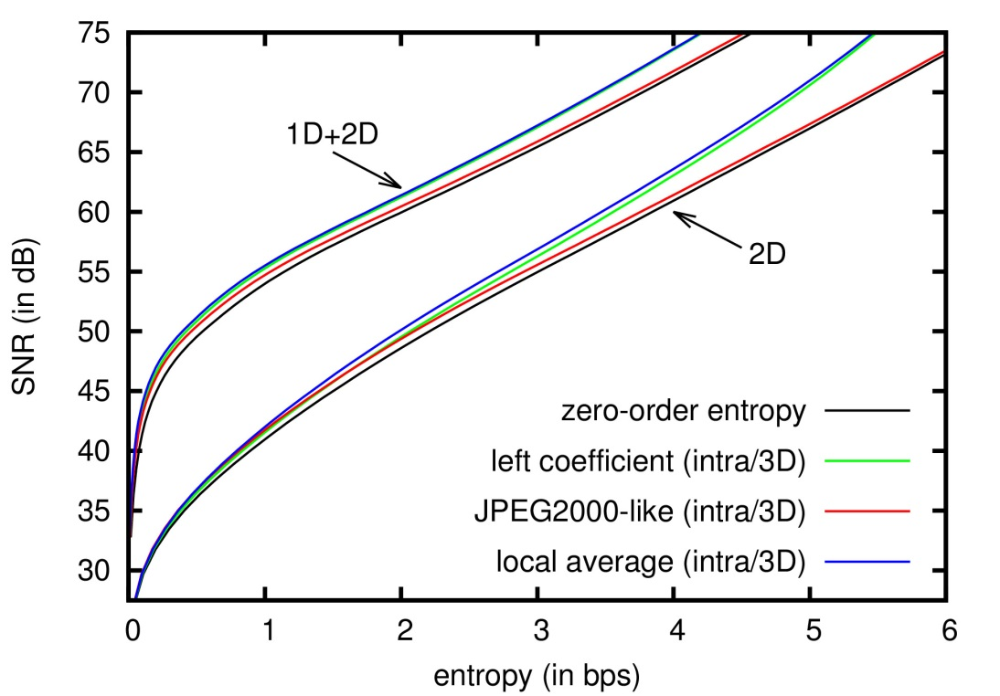 75
70
65
60
55
50
45
40
35
30
SNR (in dB)
1D+2D
2D
zero-order entropy
left coefficient (intra/3D)
JPEG2000-like (intra/3D)
local average (intra/3D)
0 1 2 3 4 5 6
entropy (in bps)